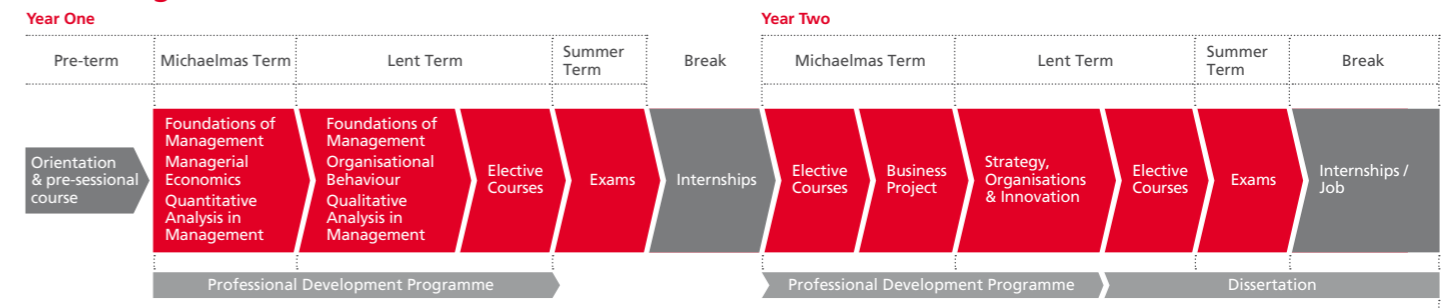 Year One
Year Two
Pre-term
Michaelmas Term
Lent Term
Summer
Term
Break
Michaelmas Term
Lent Term
Summer
Term
Break
Orientation
& pre-sessional
course
Foundations of
Management
Managerial
Economics
Quantitative
Analysis in
Management
Foundations of
Management
Organisational
Behaviour
Qualitative
Analysis in
Management
Elective
Courses
Exams
Internships
Elective
Courses
Business
Project
Strategy,
Organisations
& Innovation
Elective
Courses
Exams
Internships /
Job
Professional Development Programme
Professional Development Programme
Dissertation